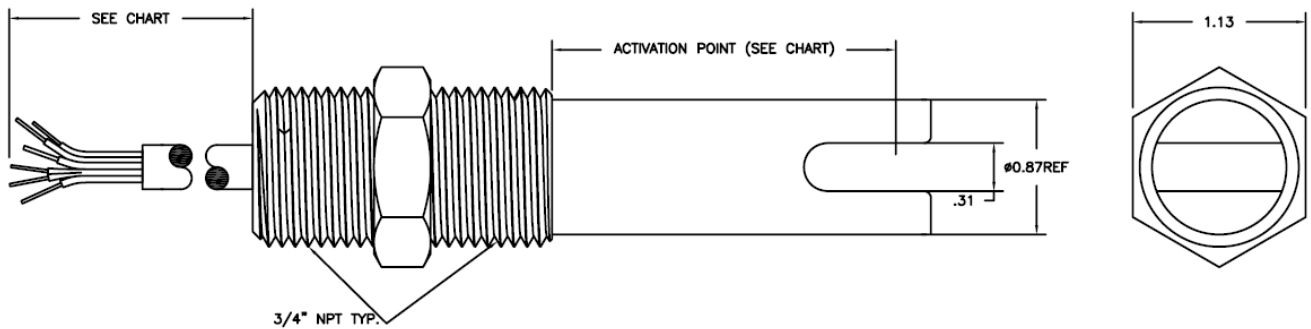 SEE CHART
ACTIVATION POINT (SEE CHART)
1.13
ø0.87REF
.31
3/4" NPT TYP.